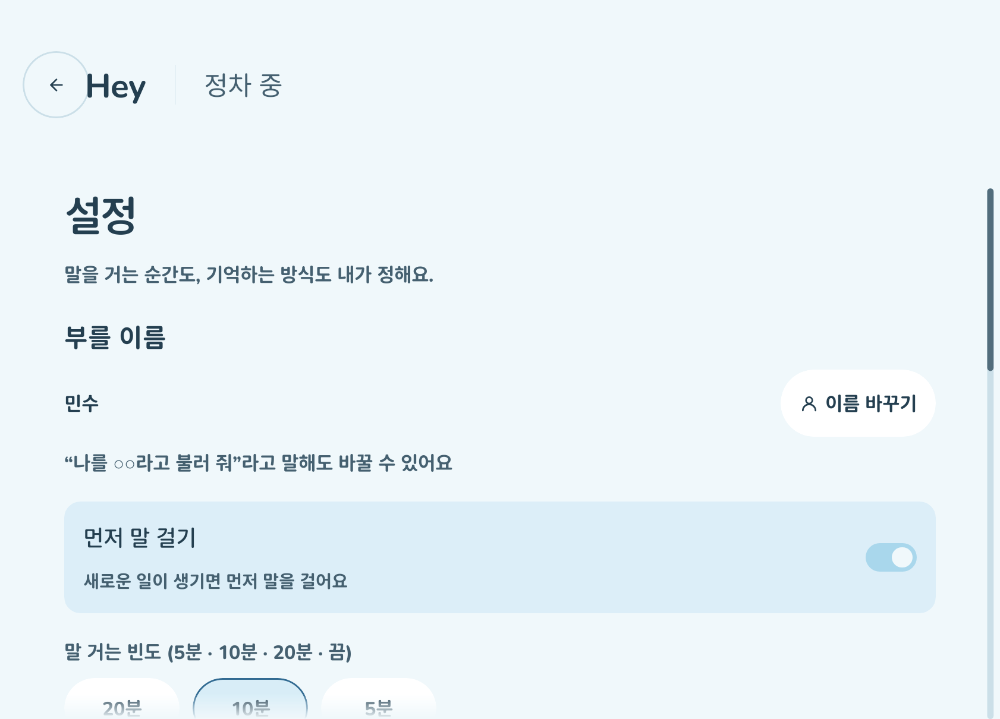 Hey
정차 중
설정
말을 거는 순간도, 기억하는 방식도 내가 정해요.
부를 이름
민수
이름 바꾸기
“나를 ○○라고 불러 줘”라고 말해도 바꿀 수 있어요
먼저 말 걸기
새로운 일이 생기면 먼저 말을 걸어요
말 거는 빈도 (5분 · 10분 · 20분 · 끔)
20분
10분
5분